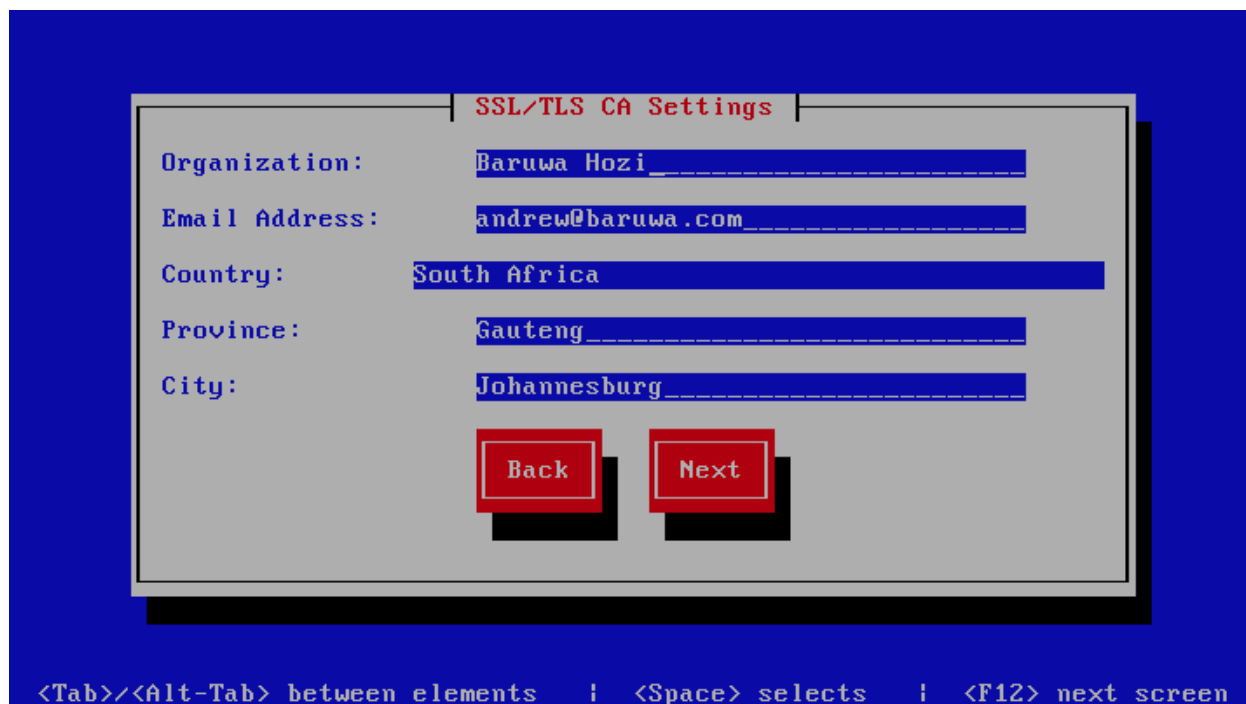 SSL/TLS CA Settings
Organization: Baruwa Hozi
Email Address: andrew@baruwa.com
Country: South Africa
Province: Gauteng
City: Johannesburg
Back Next
<Tab>/<Alt-Tab> between elements | <Space> selects | <F12> next screen